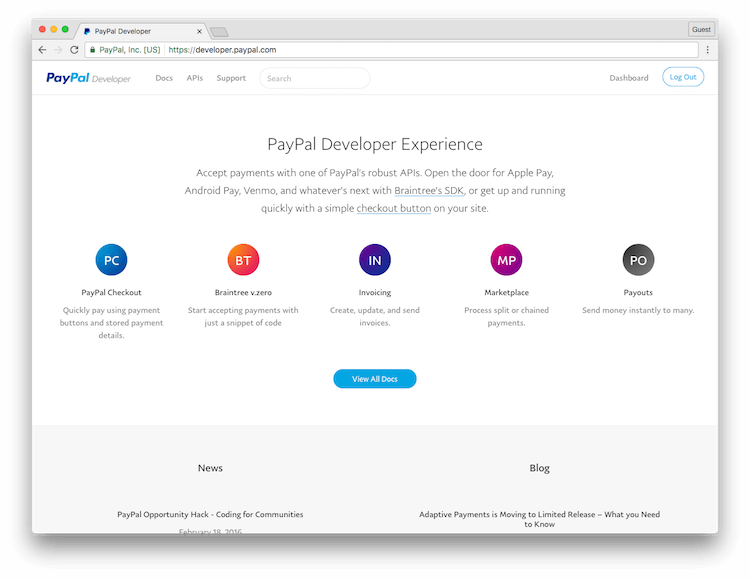 PayPal Developer
Guest
PayPal, Inc. [US] https://developer.paypal.com
PayPal Developer Docs APIs Support Search Dashboard Log Out
PayPal Developer Experience
Accept payments with one of PayPal's robust APIs. Open the door for Apple Pay,
Android Pay, Venmo, and whatever's next with Braintree's SDK, or get up and running
quickly with a simple checkout button on your site.
PC
PayPal Checkout
Quickly pay using payment
buttons and stored payment
details.
BT
Braintree v.zero
Start accepting payments with
just a snippet of code
IN
Invoicing
Create, update, and send
invoices.
MP
Marketplace
Process split or chained
payments.
PO
Payouts
Send money instantly to many.
View All Docs
News
PayPal Opportunity Hack - Coding for Communities
February 18, 2016
Blog
Adaptive Payments is Moving to Limited Release – What you Need
to Know